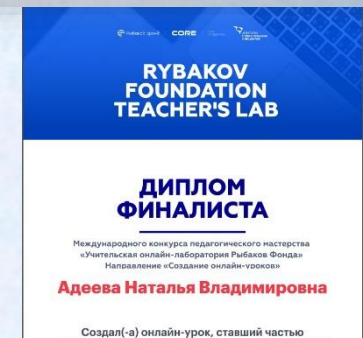 CORE
RYBAKOV
FOUNDATION
TEACHER'S LAB
ДИПЛОМ
ФИНАЛИСТА
Международного конкурса педагогического мастерства
«Учительская онлайн-лаборатория Рыбаков Фонда»
Направление «Создание онлайн-уроков»
Адеева Наталья Владимировна
Создал(-а) онлайн-урок, ставший частью